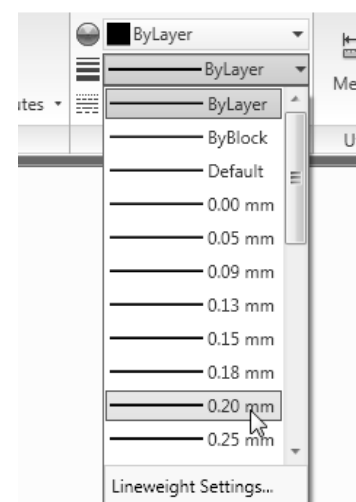 ByLayer
ByLayer
Me
utes
ByLayer
U
ByBlock
Default
0.00 mm
0.05 mm
0.09 mm
0.13 mm
0.15 mm
0.18 mm
0.20 mm
0.25 mm
Lineweight Settings...